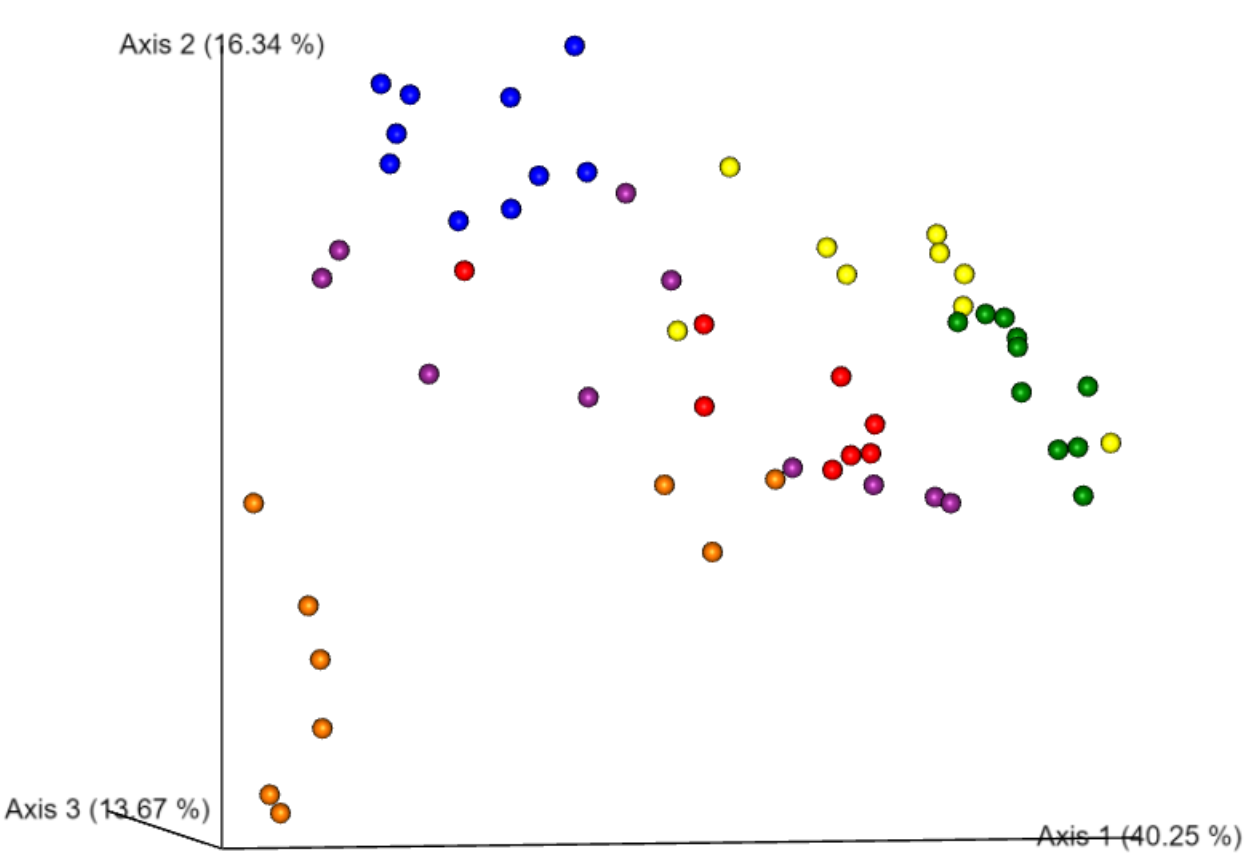 Axis 2 (16.34 %)
Axis 3 (13.67 %)
Axis 1 (40.25 %)